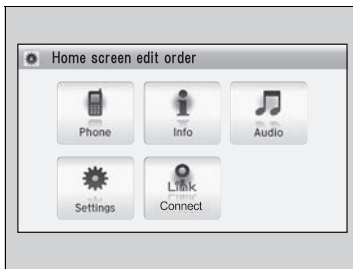 Home screen edit order
Phone
Info
Audio
Link
Settings
Connect